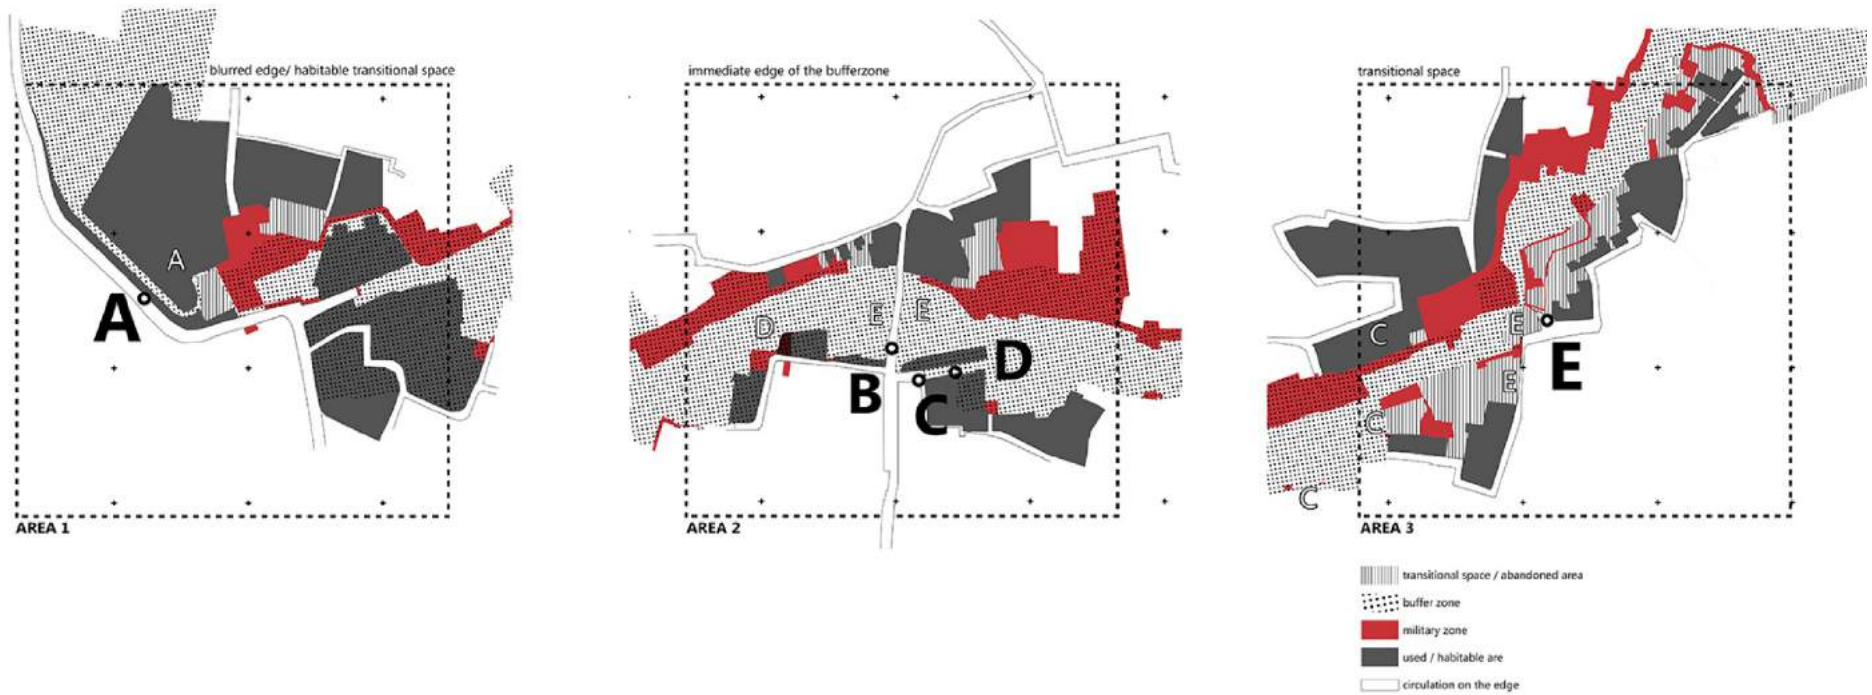 blurred edge/ habitable transitional space
A
A
AREA 1
immediate edge of the bufferzone
E
E
D
B
C
D
AREA 2
transitional space
C
E
E
E
C
C
AREA 3
transitional space / abandoned area
buffer zone
military zone
used / habitable are
circulation on the edge